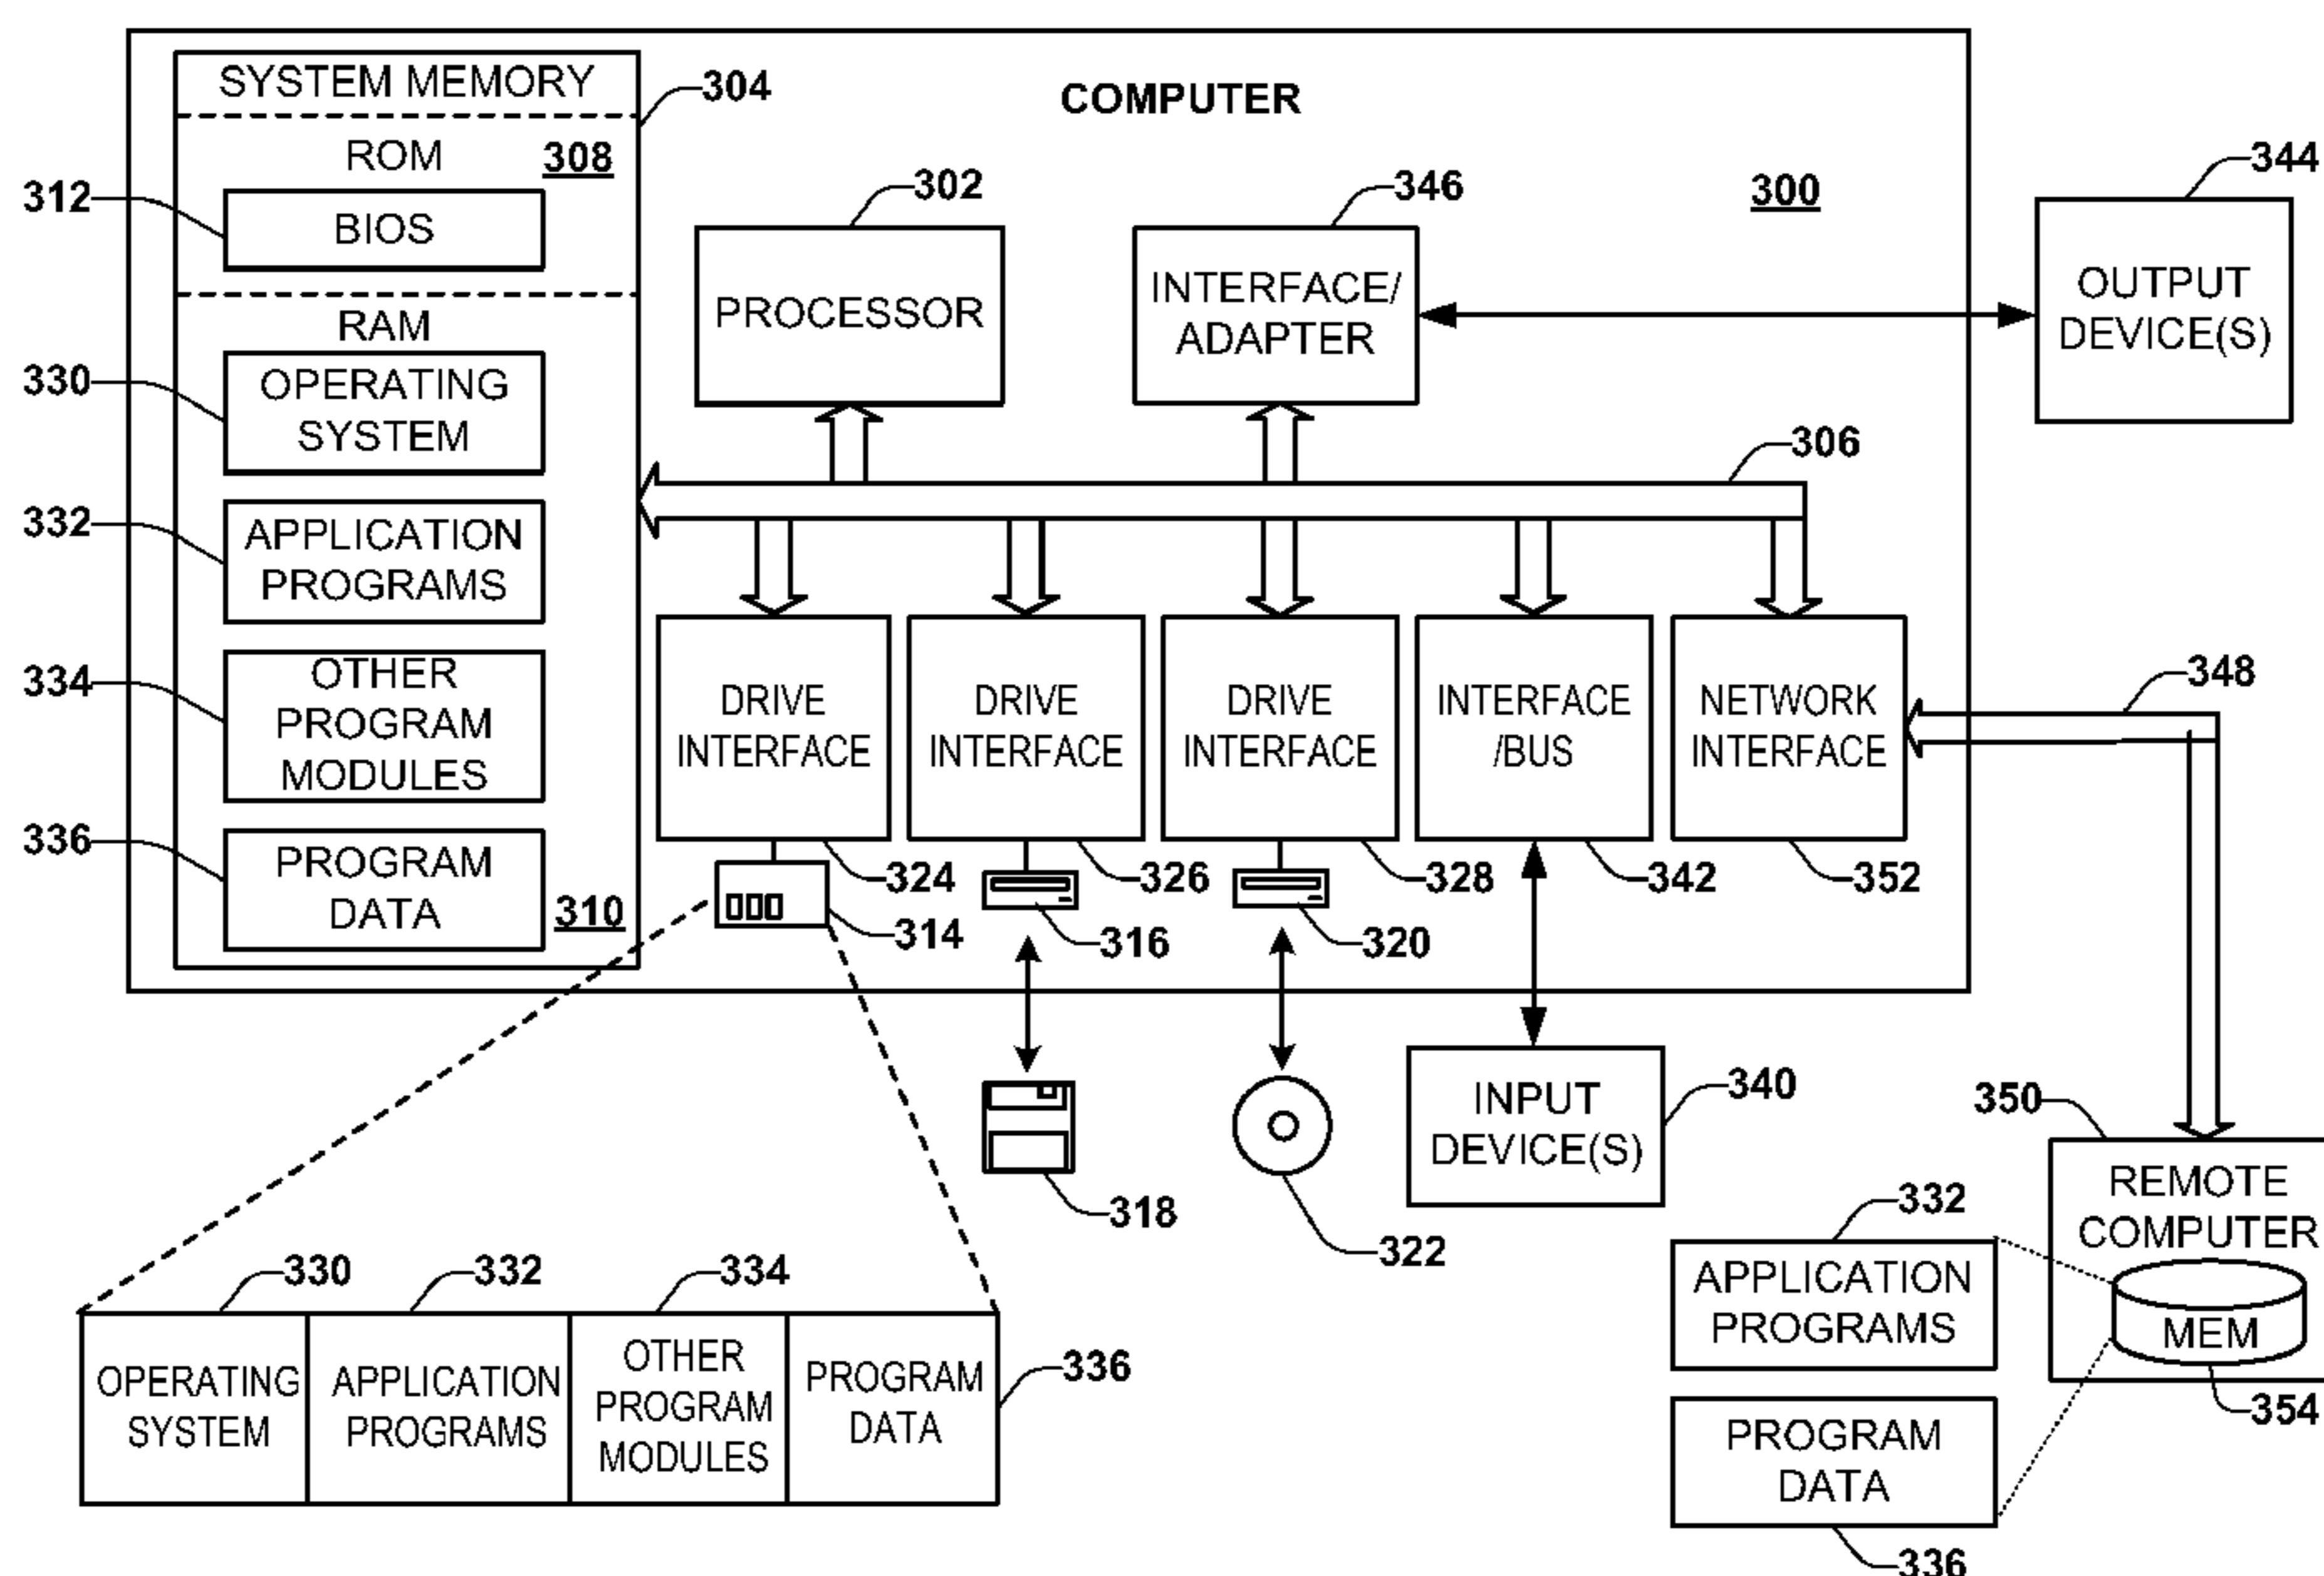 SYSTEM MEMORY
304
COMPUTER
ROM
308
312
BIOS
302
346
300
344
PROCESSOR
INTERFACE/
ADAPTER
OUTPUT
DEVICE(S)
RAM
330
OPERATING
SYSTEM
306
332
APPLICATION
PROGRAMS
334
OTHER
PROGRAM
MODULES
336
PROGRAM
DATA
310
DRIVE
INTERFACE
DRIVE
INTERFACE
DRIVE
INTERFACE
INTERFACE
/BUS
NETWORK
INTERFACE
348
324
326
328
342
352
314
316
320
318
322
INPUT
DEVICE(S)
340
350
REMOTE
COMPUTER
MEM
354
332
APPLICATION
PROGRAMS
PROGRAM
DATA
336
330
332
334
OPERATING
SYSTEM
APPLICATION
PROGRAMS
OTHER
PROGRAM
MODULES
PROGRAM
DATA
336